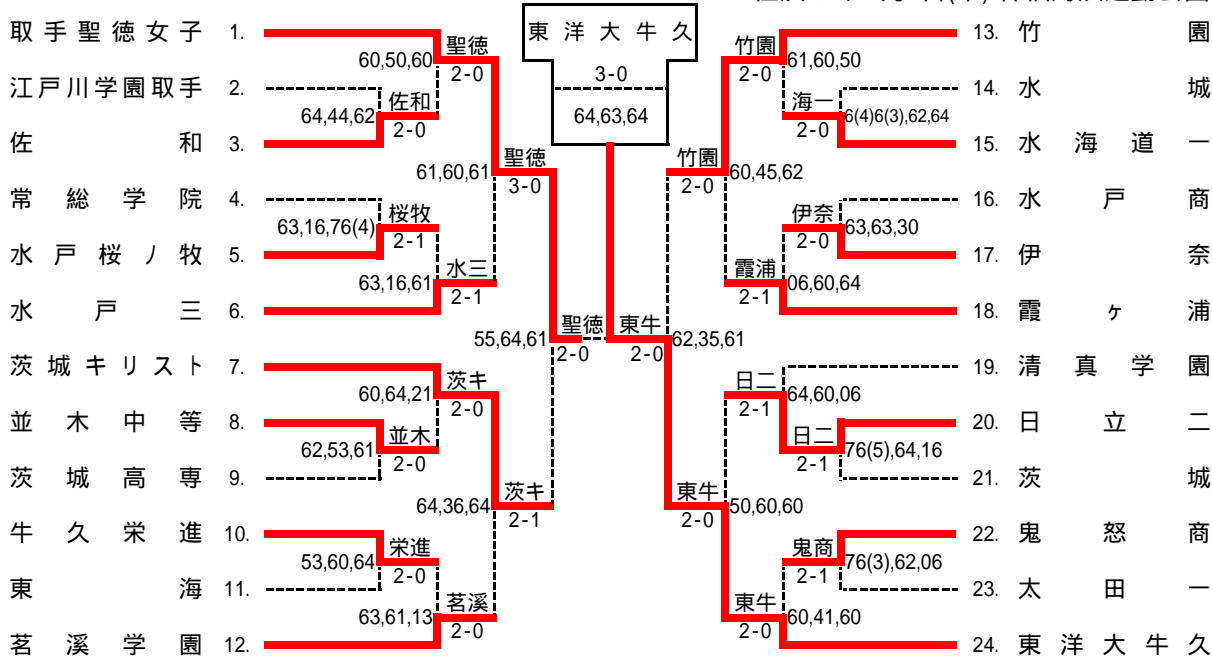 取手聖徳女子 1.
江戸川学園取手 2.
佐和 3.
常総学院 4.
水戸桜ノ牧 5.
水戸三 6.
茨城キリスト 7.
並木中等 8.
茨城高専 9.
牛久栄進 10.
東海 11.
茗溪学園 12.
聖徳
60,50,60
2-0
佐和
64,44,62
2-0
聖徳
61,60,61
3-0
桜牧
63,16,76(4)
2-1
水三
63,16,61
2-1
聖徳
55,64,61
2-0
茨キ
60,64,21
2-0
並木
62,53,61
2-0
茨キ
64,36,64
2-1
栄進
53,60,64
2-0
茗溪
63,61,13
2-0
東洋大牛久
3-0
64,63,64
竹園
61,60,50
2-0
海一
6(4)6(3),62,64
2-0
竹園
60,45,62
2-0
伊奈
63,63,30
2-0
霞浦
06,60,64
2-1
東牛
62,35,61
2-0
日二
64,60,06
2-1
日二
76(5),64,16
2-1
東牛
50,60,60
2-0
鬼商
76(3),62,06
2-1
東牛
60,41,60
2-0
13. 竹園
14. 水城
15. 水海道一
16. 水戸商
17. 伊奈
18. 霞ヶ浦
19. 清真学園
20. 日立二
21. 茨城
22. 鬼怒商
23. 太田一
24. 東洋大牛久